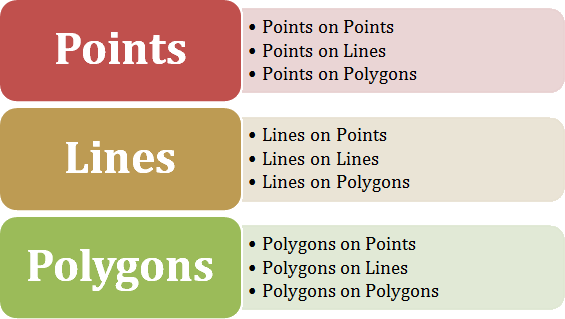 Points
• Points on Points
• Points on Lines
• Points on Polygons
Lines
• Lines on Points
• Lines on Lines
• Lines on Polygons
Polygons
• Polygons on Points
• Polygons on Lines
• Polygons on Polygons